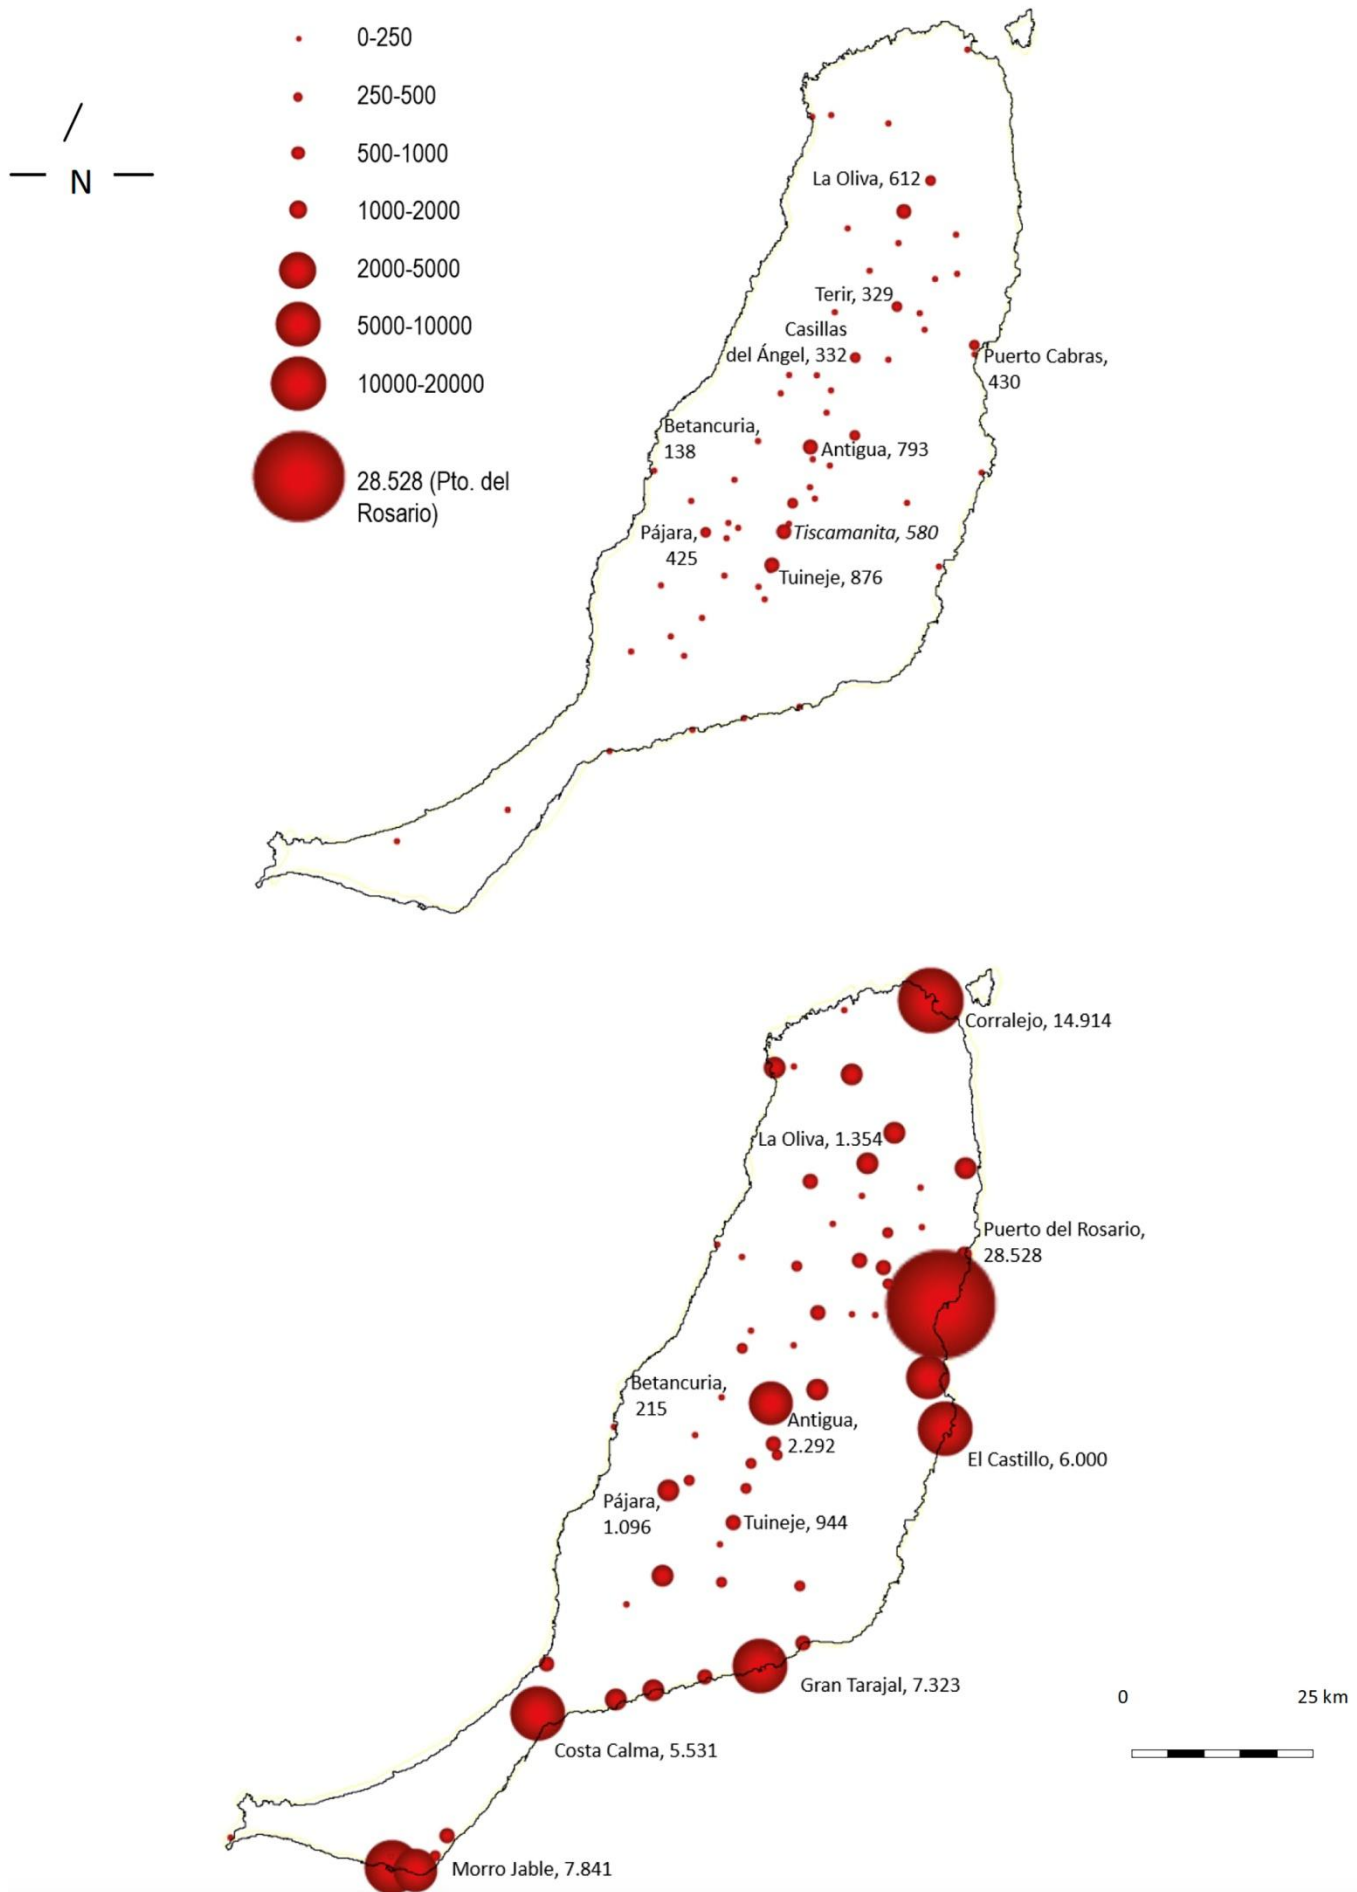 0-250
250-500
500-1000
1000-2000
2000-5000
5000-10000
10000-20000
28.528 (Pto. del
Rosario)
N
La Oliva, 612
Terir, 329
Casillas
del Ángel, 332
Puerto Cabras,
430
Betancuria,
138
Antigua, 793
Pájara,
425
Tiscamanita, 580
Tuineje, 876
Corralejo, 14.914
La Oliva, 1.354
Puerto del Rosario,
28.528
Betancuria,
215
Antigua,
2.292
El Castillo, 6.000
Pájara,
1.096
Tuineje, 944
Gran Tarajal, 7.323
0 25 km
Costa Calma, 5.531
Morro Jable, 7.841